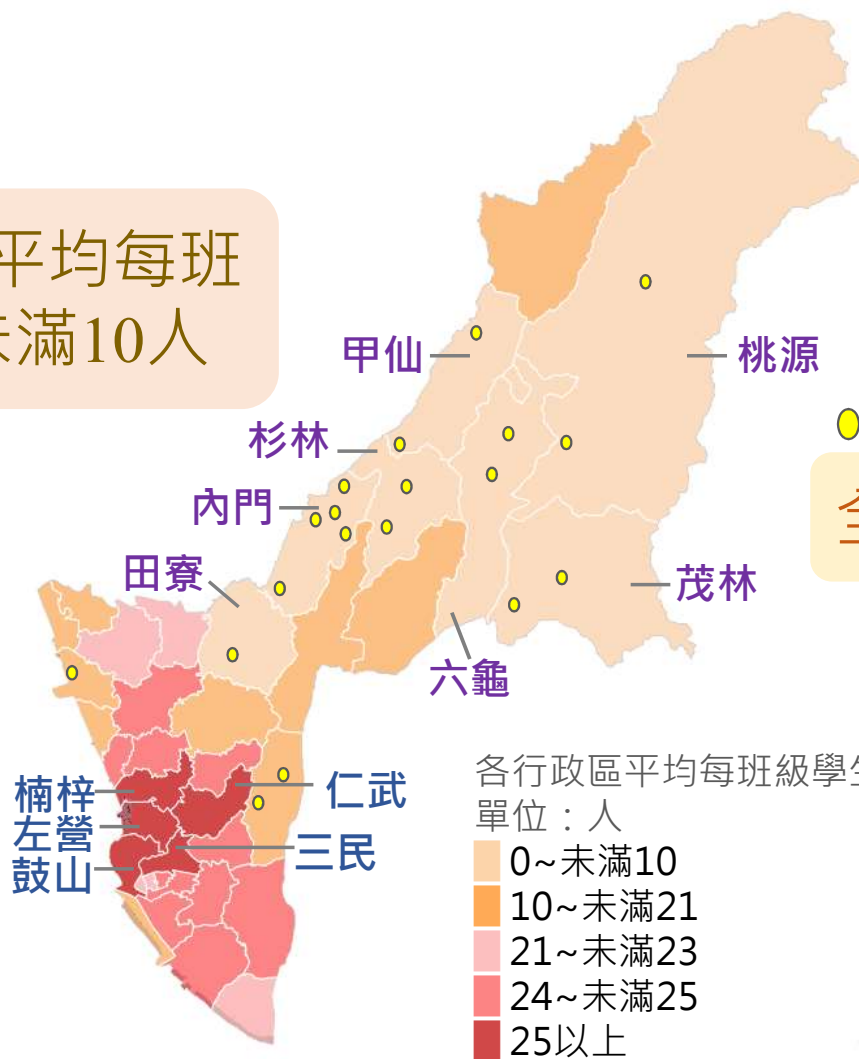 平均每班
未滿10人
甲仙
桃源
杉林
內門
田寮
茂林
六龜
楠梓
左營
鼓山
仁武
三民
各行政區平均每班級學生
單位：人
0~未滿10
10~未滿21
21~未滿23
24~未滿25
25以上